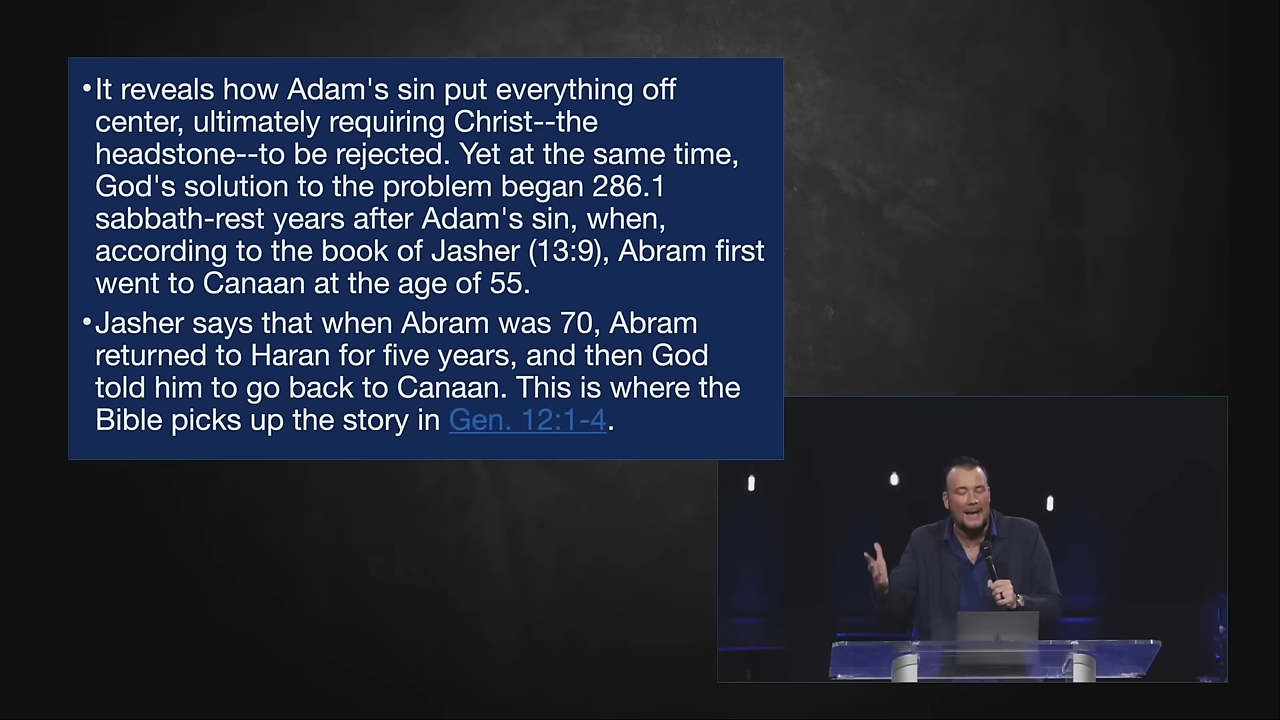 •It reveals how Adam's sin put everything off
center, ultimately requiring Christ--the
headstone--to be rejected. Yet at the same time,
God's solution to the problem began 286.1
sabbath-rest years after Adam's sin, when,
according to the book of Jasher (13:9), Abram first
went to Canaan at the age of 55.
•Jasher says that when Abram was 70, Abram
returned to Haran for five years, and then God
told him to go back to Canaan. This is where the
Bible picks up the story in Gen. 12:1-4.